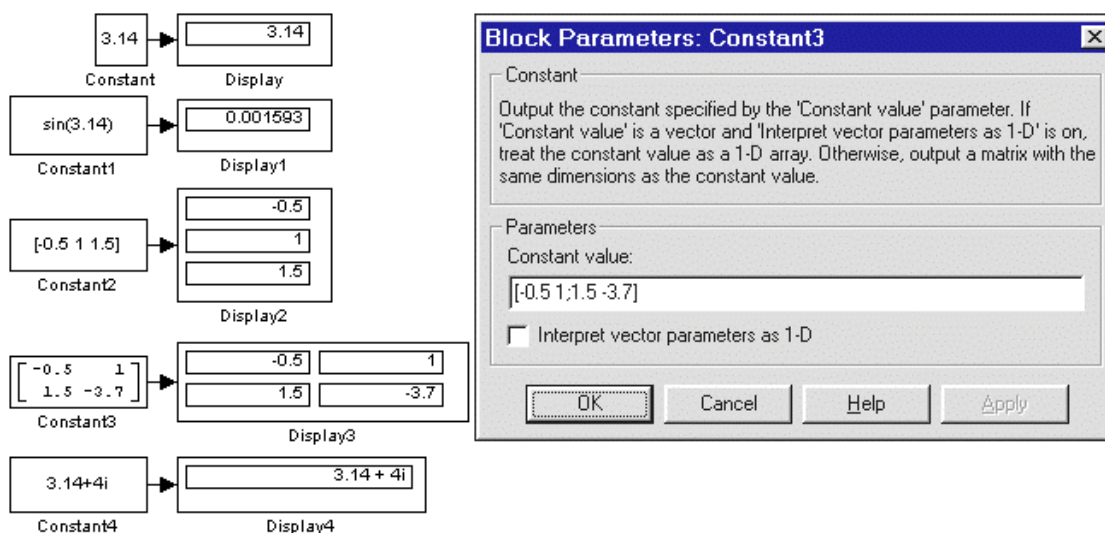 3.14
3.14
Constant
Display
sin(3.14)
0.001593
Constant1
Display1
[-0.5 1 1.5]
-0.5
1
1.5
Constant2
Display2
-0.5 1
1.5 -3.7
-0.5
1
1.5
-3.7
Constant3
Display3
3.14+4i
3.14 + 4i
Constant4
Display4
Block Parameters: Constant3
Constant
Output the constant specified by the 'Constant value' parameter. If
'Constant value' is a vector and 'Interpret vector parameters as 1-D' is on,
treat the constant value as a 1-D array. Otherwise, output a matrix with the
same dimensions as the constant value.
Parameters
Constant value:
[-0.5 1;1.5 -3.7]
Interpret vector parameters as 1-D
OK
Cancel
Help
Apply